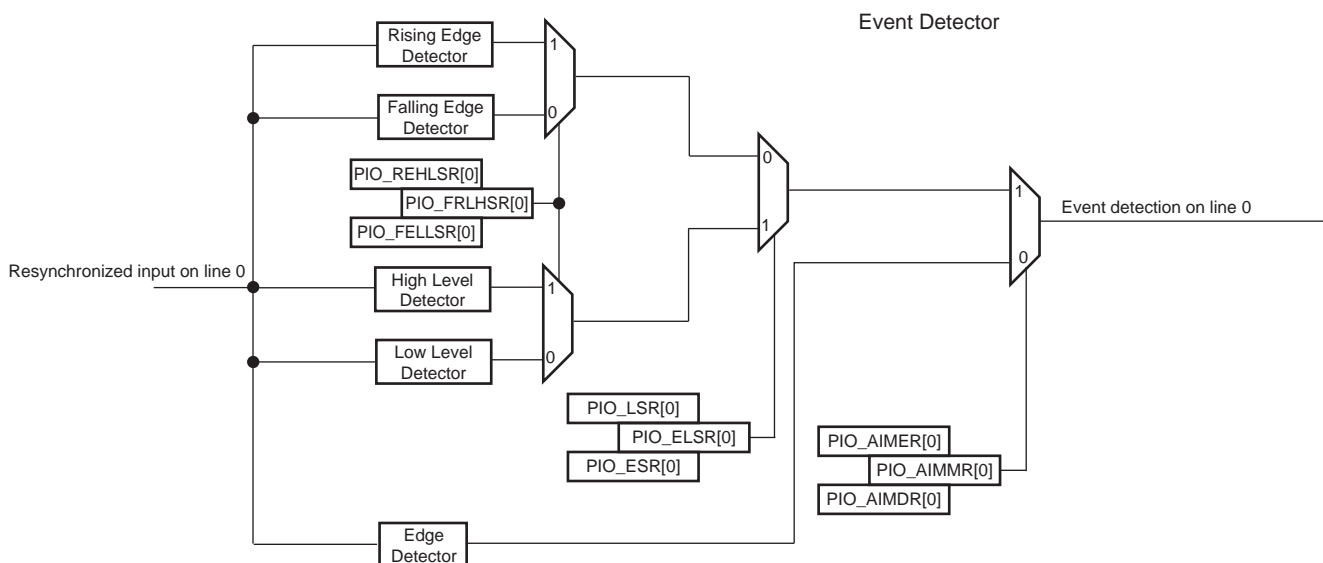 Event Detector
Rising Edge
Detector
1
Falling Edge
Detector
0
PIO_REHLSR[0]
PIO_FRLHSR[0]
PIO_FELLSR[0]
0
1
1
0
Event detection on line 0
Resynchronized input on line 0
High Level
Detector
1
Low Level
Detector
0
PIO_LSR[0]
PIO_ELSR[0]
PIO_ESR[0]
PIO_AIMER[0]
PIO_AIMMR[0]
PIO_AIMDR[0]
Edge
Detector